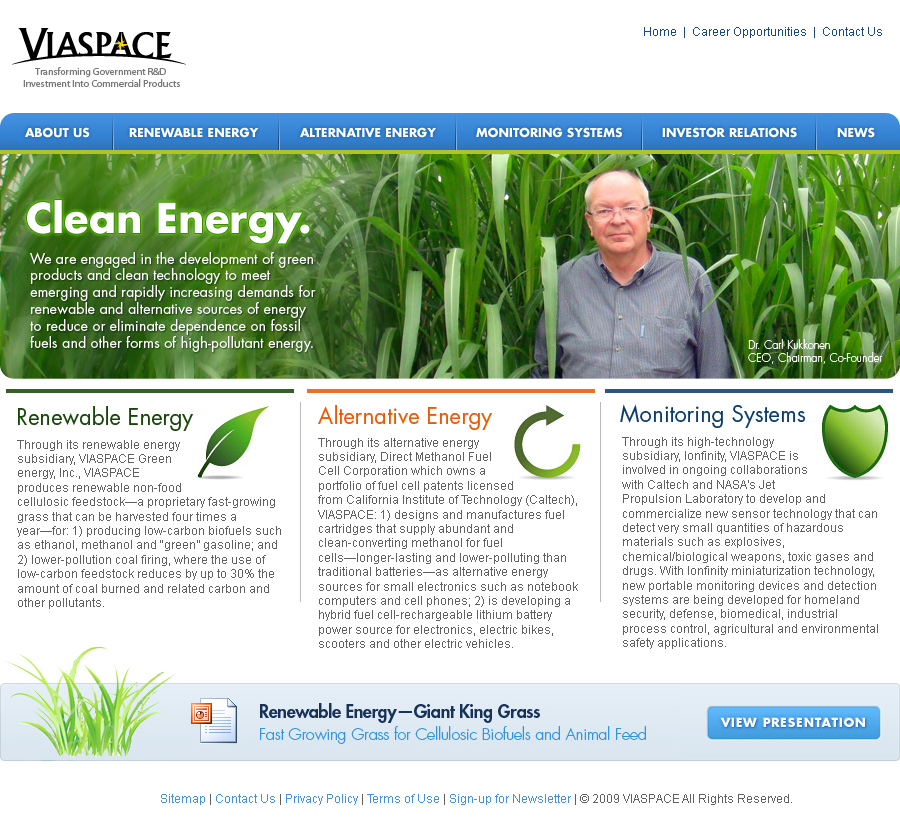 VIASPACE
Transforming Government R&D
Investment Into Commercial Products
Home | Career Opportunities | Contact Us
ABOUT US
RENEWABLE ENERGY
ALTERNATIVE ENERGY
MONITORING SYSTEMS
INVESTOR RELATIONS
NEWS
Clean Energy.
We are engaged in the development of green
products and clean technology to meet
emerging and rapidly increasing demands for
renewable and alternative sources of energy
to reduce or eliminate dependence on fossil
fuels and other forms of high-pollutant energy.
Dr. Carl Kukkonen
CEO, Chairman, Co-Founder
Renewable Energy
Through its renewable energy
subsidiary, VIASPACE Green
energy, Inc., VIASPACE
produces renewable non-food
cellulosic feedstock—a proprietary fast-growing
grass that can be harvested four times a
year—for: 1) producing low-carbon biofuels such
as ethanol, methanol and "green" gasoline; and
2) lower-pollution coal firing, where the use of
low-carbon feedstock reduces by up to 30% the
amount of coal burned and related carbon and
other pollutants.
Alternative Energy
Through its alternative energy
subsidiary, Direct Methanol Fuel
Cell Corporation which owns a
portfolio of fuel cell patents licensed
from California Institute of Technology (Caltech),
VIASPACE: 1) designs and manufactures fuel
cartridges that supply abundant and
clean-converting methanol for fuel
cells—longer-lasting and lower-polluting than
traditional batteries—as alternative energy
sources for small electronics such as notebook
computers and cell phones; 2) is developing a
hybrid fuel cell-rechargeable lithium battery
power source for electronics, electric bikes,
scooters and other electric vehicles.
Monitoring Systems
Through its high-technology
subsidiary, Ionfinity, VIASPACE is
involved in ongoing collaborations
with Caltech and NASA's Jet
Propulsion Laboratory to develop and
commercialize new sensor technology that can
detect very small quantities of hazardous
materials such as explosives,
chemical/biological weapons, toxic gases and
drugs. With Ionfinity miniaturization technology,
new portable monitoring devices and detection
systems are being developed for homeland
security, defense, biomedical, industrial
process control, agricultural and environmental
safety applications.
Renewable Energy—Giant King Grass
Fast Growing Grass for Cellulosic Biofuels and Animal Feed
VIEW PRESENTATION
Sitemap | Contact Us | Privacy Policy | Terms of Use | Sign-up for Newsletter | © 2009 VIASPACE All Rights Reserved.